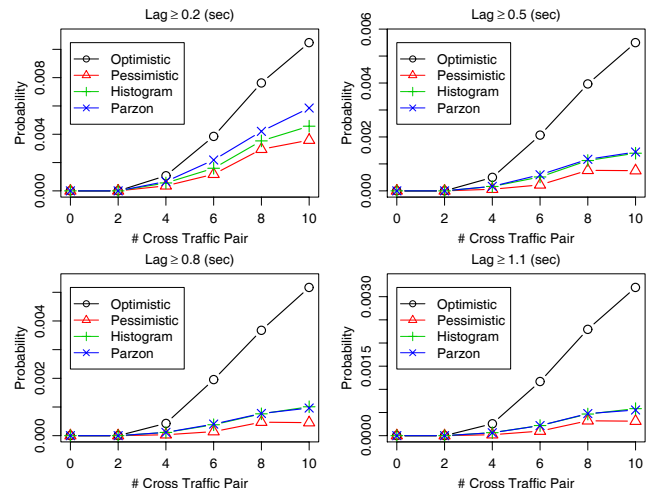 Lag ≥ 0.2 (sec)
Probability
0.000
0.004
0.008
Optimistic
Pessimistic
Histogram
Parzon
0 2 4 6 8 10
# Cross Traffic Pair
Lag ≥ 0.5 (sec)
Probability
0.000
0.002
0.004
0.006
Optimistic
Pessimistic
Histogram
Parzon
0 2 4 6 8 10
# Cross Traffic Pair
Lag ≥ 0.8 (sec)
Probability
0.000
0.002
0.004
Optimistic
Pessimistic
Histogram
Parzon
0 2 4 6 8 10
# Cross Traffic Pair
Lag ≥ 1.1 (sec)
Probability
0.0000
0.0015
0.0030
Optimistic
Pessimistic
Histogram
Parzon
0 2 4 6 8 10
# Cross Traffic Pair